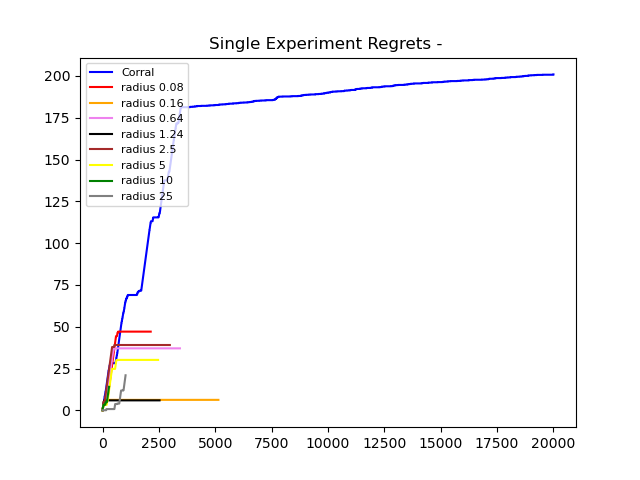 Single Experiment Regrets -
200
175
150
125
100
75
50
25
0
Corral
radius 0.08
radius 0.16
radius 0.64
radius 1.24
radius 2.5
radius 5
radius 10
radius 25
0 2500 5000 7500 10000 12500 15000 17500 20000